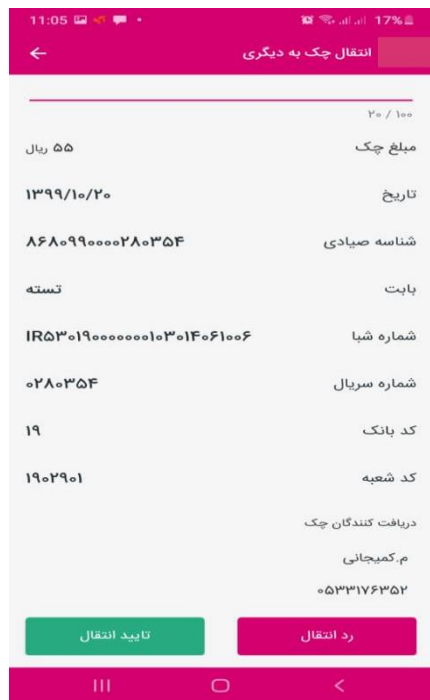 11:05 17%
انتقال چک به دیگری
۲۰ / ۱۰۰
مبلغ چک ۵۵ ریال
تاریخ ۱۳۹۹/۱۰/۲۰
شناسه صیادی ۸۶۸۰۹۹۰۰۰۰۲۸۰۳۵۴
بابت تسته
شماره شبا IR۵۳۰۱۹۰۰۰۰۰۰۰۱۰۳۰۱۴۰۶۱۰۰۶
شماره سریال ۰۲۸۰۳۵۴
کد بانک ۱۹
کد شعبه ۱۹۰۲۹۰۱
دریافت کنندگان چک
م.کمیجانی
۰۵۳۳۱۷۶۳۵۲
رد انتقال تایید انتقال